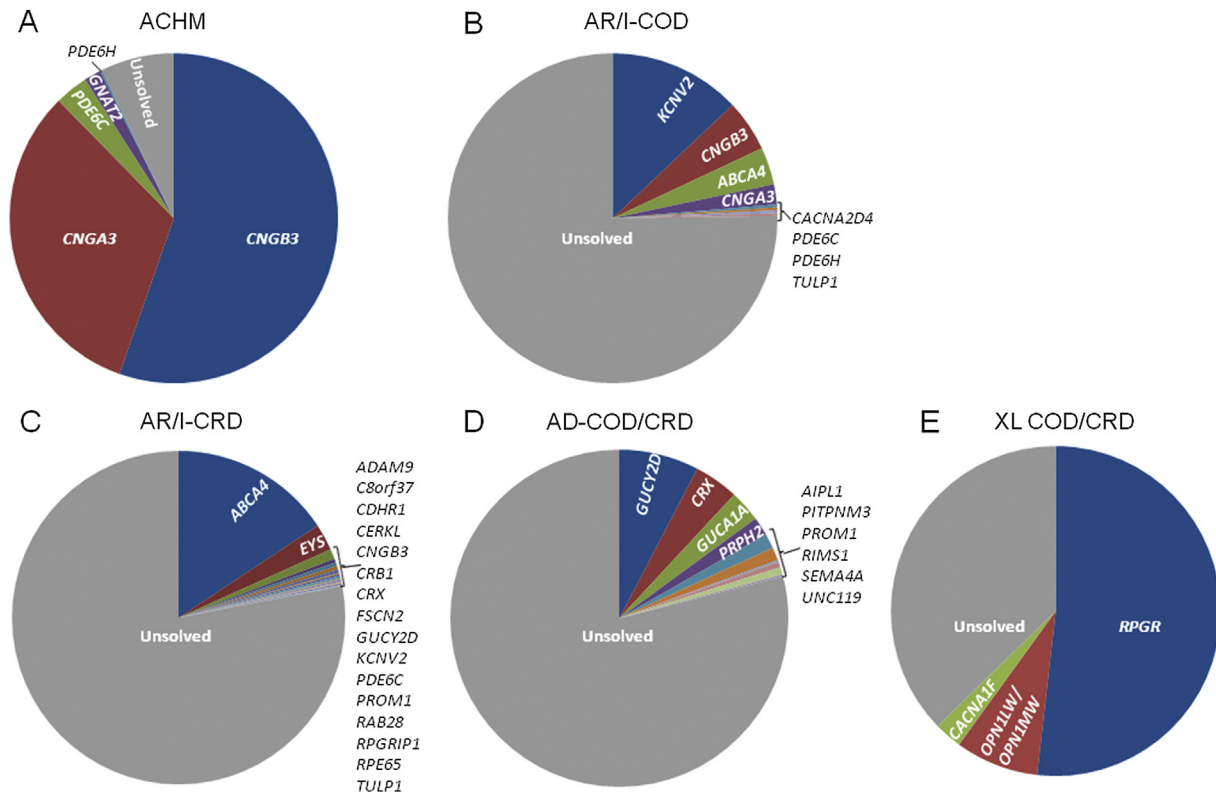 A
ACHM
PDE6H
Unsolved
GNAT2
PDE6C
CNGA3
CNGB3
B
AR/I-COD
KCNV2
CNGB3
ABCA4
CNGA3
CACNA2D4
PDE6C
PDE6H
TULP1
Unsolved
C
AR/I-CRD
ABCA4
EYS
Unsolved
ADAM9
C8orf37
CDHR1
CERKL
CNGB3
CRB1
CRX
FSCN2
GUCY2D
KCNV2
PDE6C
PROM1
RAB28
RPGRIP1
RPE65
TULP1
D
AD-COD/CRD
GUCY2D
CRX
GUCA1A
PRPH2
Unsolved
AIPL1
PITPNM3
PROM1
RIMS1
SEMA4A
UNC119
E
XL COD/CRD
Unsolved
RPGR
CACNA1F
OPN1LW/
OPN1MW